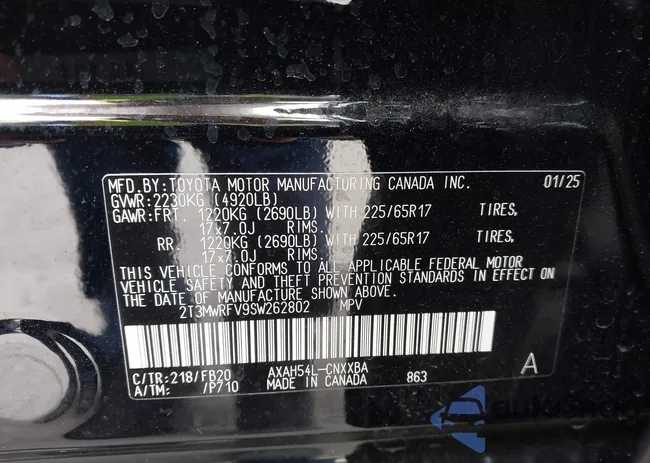 MFD.BY:TOYOTA MOTOR MANUFACTURING CANADA INC. 01/25
GVWR:2230KG (4920LB)
GAWR:FRT. 1220KG (2690LB) WITH 225/65R17 TIRES,
17x7.0J RIMS.
RR. 1220KG (2690LB) WITH 225/65R17 TIRES,
17x7.0J RIMS.
THIS VEHICLE CONFORMS TO ALL APPLICABLE FEDERAL MOTOR
VEHICLE SAFETY AND THEFT PREVENTION STANDARDS IN EFFECT ON
THE DATE OF MANUFACTURE SHOWN ABOVE.
2T3MWRFV9SW262802 MPV
C/TR:218/FB20 AXAH54L-CNXXBA
A/TM: /P710 MADE IN CANADA 863 A